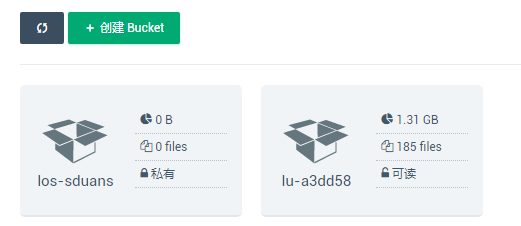 + 创建 Bucket
0 B
0 files
私有
los-sduans
1.31 GB
185 files
可读
lu-a3dd58